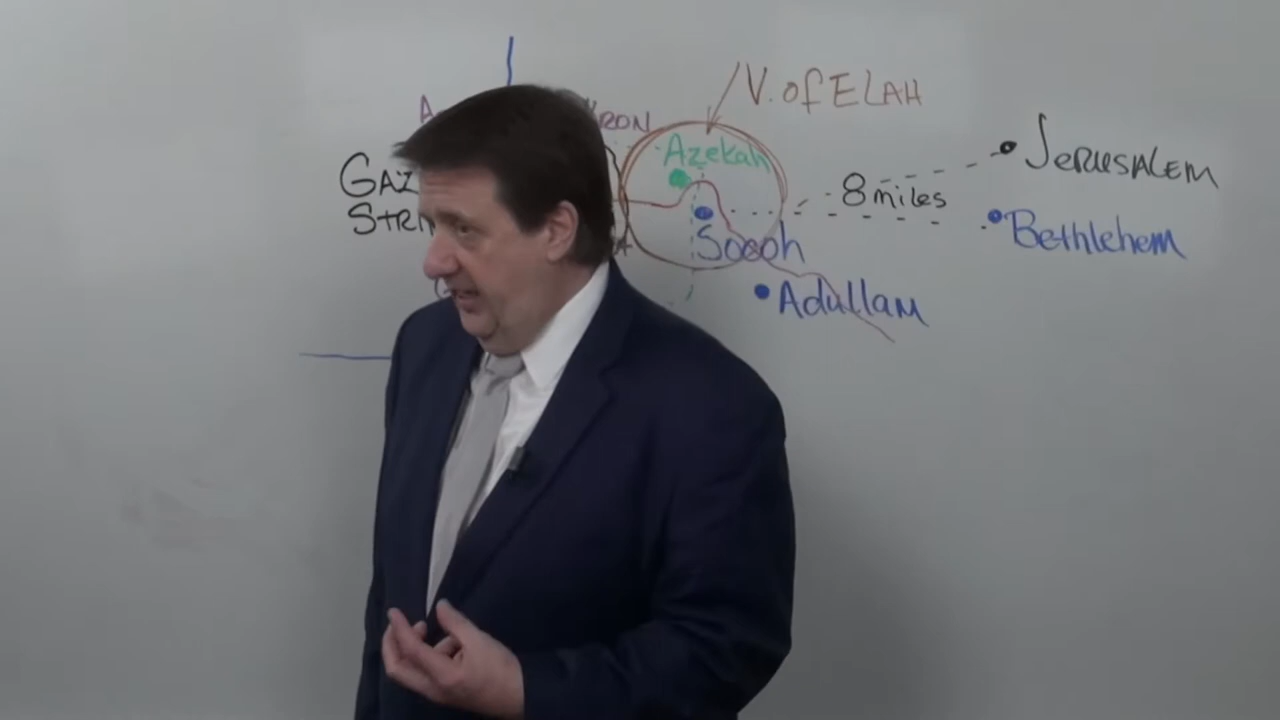 V. of ELAH
Azekah
JERUSALEM
8 miles
Socoh
Bethlehem
Adullam